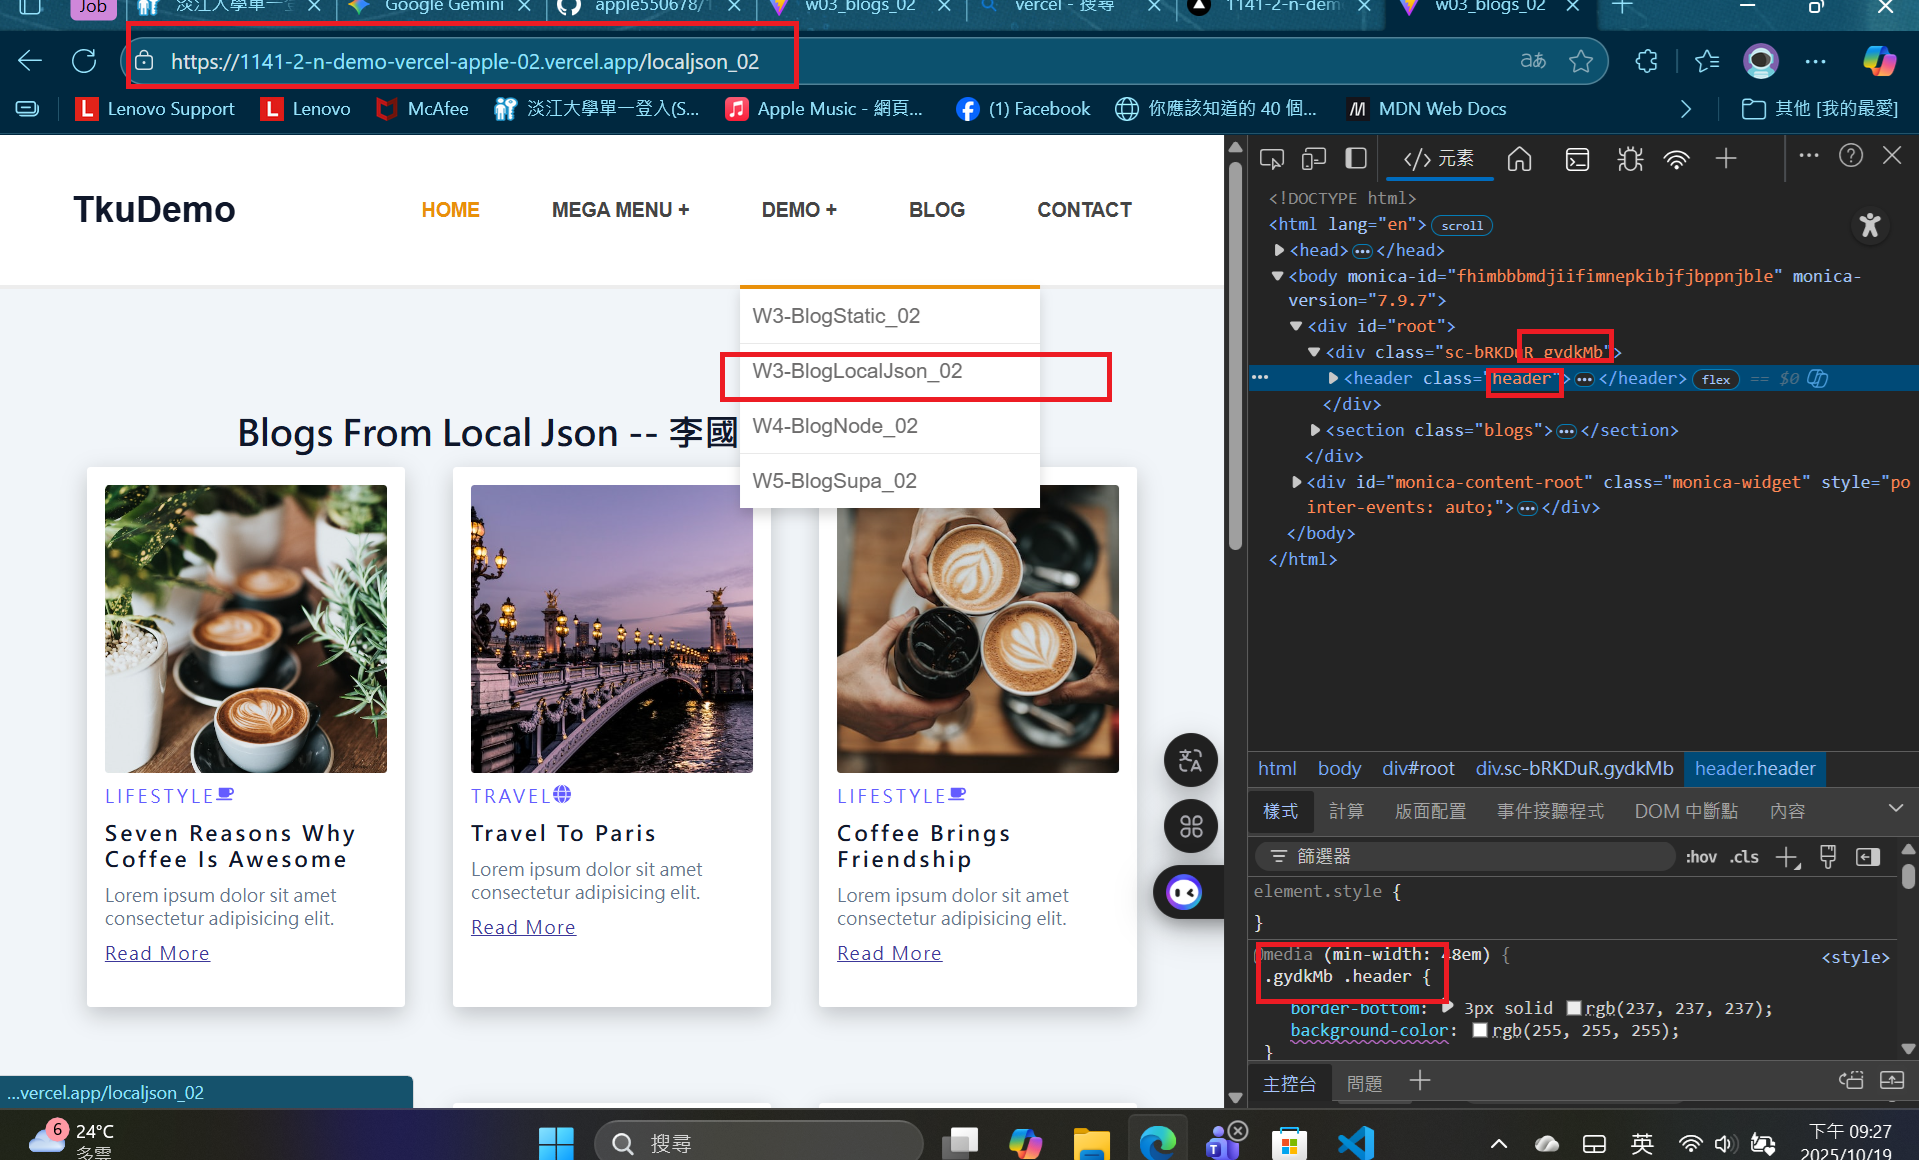 Job
淡江大學單一登
Google Gemini
apple550678/
w03_blogs_02
vercel - 搜尋
1141-2-n-dem
w03_blogs_02
https://1141-2-n-demo-vercel-apple-02.vercel.app/localjson_02
aあ
Lenovo Support
Lenovo
McAfee
淡江大學單一登入(S...
Apple Music - 網頁...
(1) Facebook
你應該知道的 40 個...
MDN Web Docs
其他 [我的最愛]
TkuDemo
HOME
MEGA MENU +
DEMO +
BLOG
CONTACT
W3-BlogStatic_02
W3-BlogLocalJson_02
W4-BlogNode_02
W5-BlogSupa_02
Blogs From Local Json -- 李國
LIFESTYLE
Seven Reasons Why
Coffee Is Awesome
Lorem ipsum dolor sit amet
consectetur adipisicing elit.
Read More
TRAVEL
Travel To Paris
Lorem ipsum dolor sit amet
consectetur adipisicing elit.
Read More
LIFESTYLE
Coffee Brings
Friendship
Lorem ipsum dolor sit amet
consectetur adipisicing elit.
Read More
...vercel.app/localjson_02
</> 元素
<!DOCTYPE html>
<html lang="en"> scroll
<head>...</head>
<body monica-id="fhimbbbmdjiifimnepkibjfjbppnjble" monica-
version="7.9.7">
<div id="root">
<div class="sc-bRKDuR gydkMb">
... <header class="header">...</header> flex == $0
</div>
<section class="blogs">...</section>
</div>
<div id="monica-content-root" class="monica-widget" style="po
inter-events: auto;">...</div>
</body>
</html>
html body div#root div.sc-bRKDuR.gydkMb header.header
樣式 計算 版面配置 事件接聽程式 DOM 中斷點 內容
篩選器 :hov .cls
element.style {
}
@media (min-width: 48em) { <style>
.gydkMb .header {
border-bottom: 3px solid rgb(237, 237, 237);
background-color: rgb(255, 255, 255);
}
主控台 問題
6
24°C
多雲
搜尋
英
下午 09:27
2025/10/19